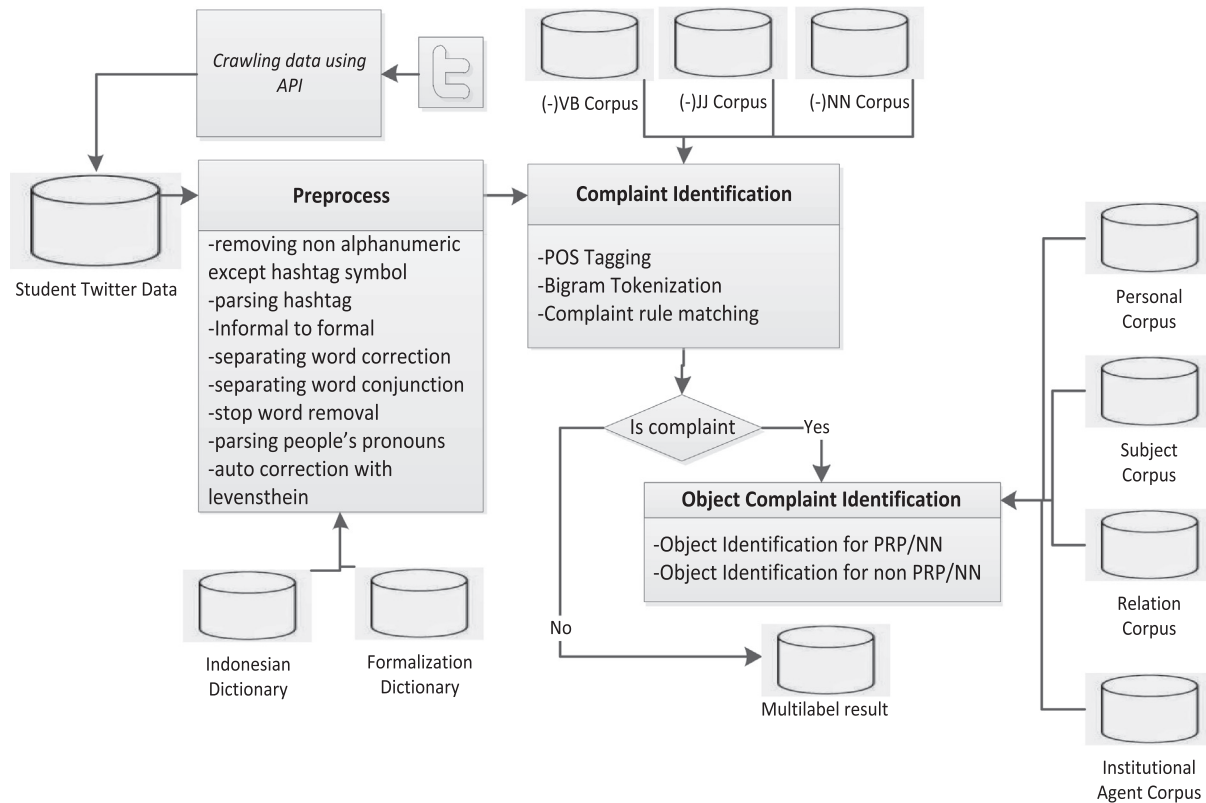 Crawling data using
API
(-)VB Corpus
(-)JJ Corpus
(-)NN Corpus
Student Twitter Data
Preprocess
-removing non alphanumeric
except hashtag symbol
-parsing hashtag
-Informal to formal
-separating word correction
-separating word conjunction
-stop word removal
-parsing people's pronouns
-auto correction with
levensthein
Complaint Identification
-POS Tagging
-Bigram Tokenization
-Complaint rule matching
Is complaint
Yes
No
Object Complaint Identification
-Object Identification for PRP/NN
-Object Identification for non PRP/NN
Personal
Corpus
Subject
Corpus
Relation
Corpus
Institutional
Agent Corpus
Indonesian
Dictionary
Formalization
Dictionary
Multilabel result